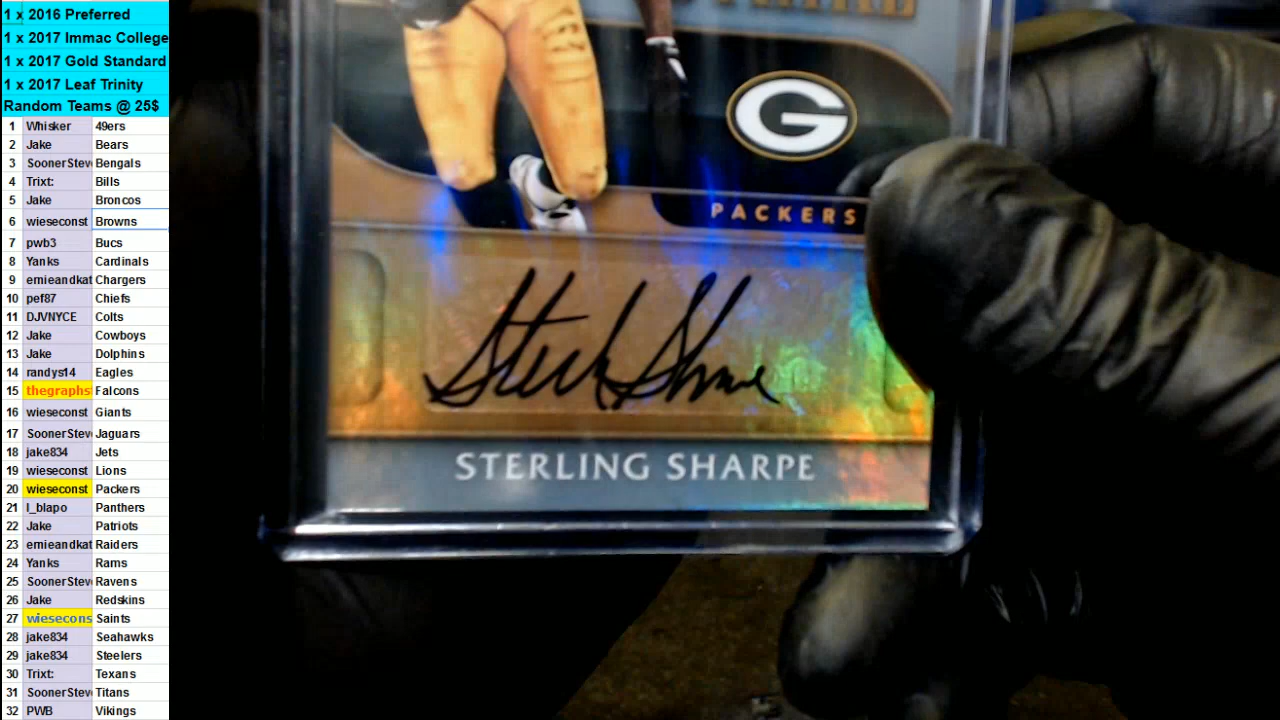 1 x 2016 Preferred
1 x 2017 Immac College
1 x 2017 Gold Standard
1 x 2017 Leaf Trinity
Random Teams @ 25$
1 Whisker 49ers
2 Jake Bears
3 SoonerStev Bengals
4 Trixt: Bills
5 Jake Broncos
6 wieseconst Browns
7 pwb3 Bucs
8 Yanks Cardinals
9 emieandkat Chargers
10 pef87 Chiefs
11 DJVNYCE Colts
12 Jake Cowboys
13 Jake Dolphins
14 randys14 Eagles
15 thegraphs Falcons
16 wieseconst Giants
17 SoonerStev Jaguars
18 jake834 Jets
19 wieseconst Lions
20 wieseconst Packers
21 l_blapo Panthers
22 Jake Patriots
23 emieandkat Raiders
24 Yanks Rams
25 SoonerStev Ravens
26 Jake Redskins
27 wiesecons Saints
28 jake834 Seahawks
29 jake834 Steelers
30 Trixt: Texans
31 SoonerStev Titans
32 PWB Vikings
G
PACKERS
Sterling Sharpe
STERLING SHARPE